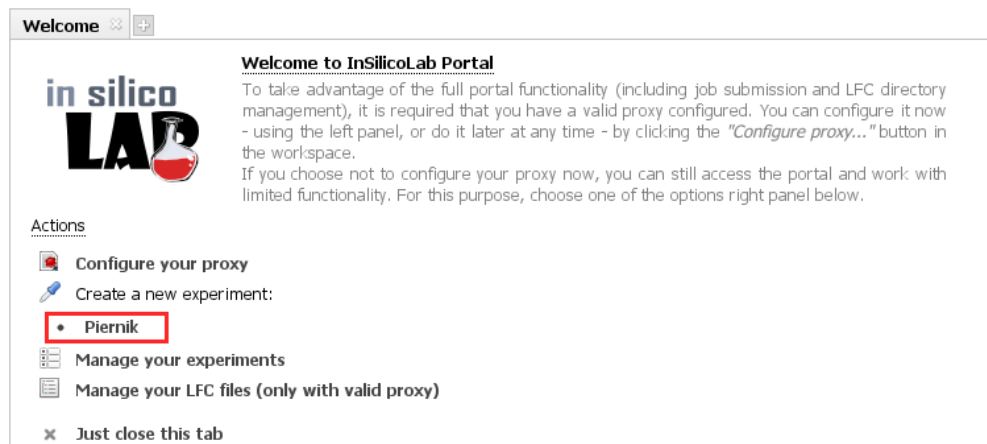 Welcome
Welcome to InSilicoLab Portal
in silico
LAB
To take advantage of the full portal functionality (including job submission and LFC directory
management), it is required that you have a valid proxy configured. You can configure it now
- using the left panel, or do it later at any time - by clicking the "Configure proxy..." button in
the workspace.
If you choose not to configure your proxy now, you can still access the portal and work with
limited functionality. For this purpose, choose one of the options right panel below.
Actions
Configure your proxy
Create a new experiment:
• Piernik
Manage your experiments
Manage your LFC files (only with valid proxy)
Just close this tab